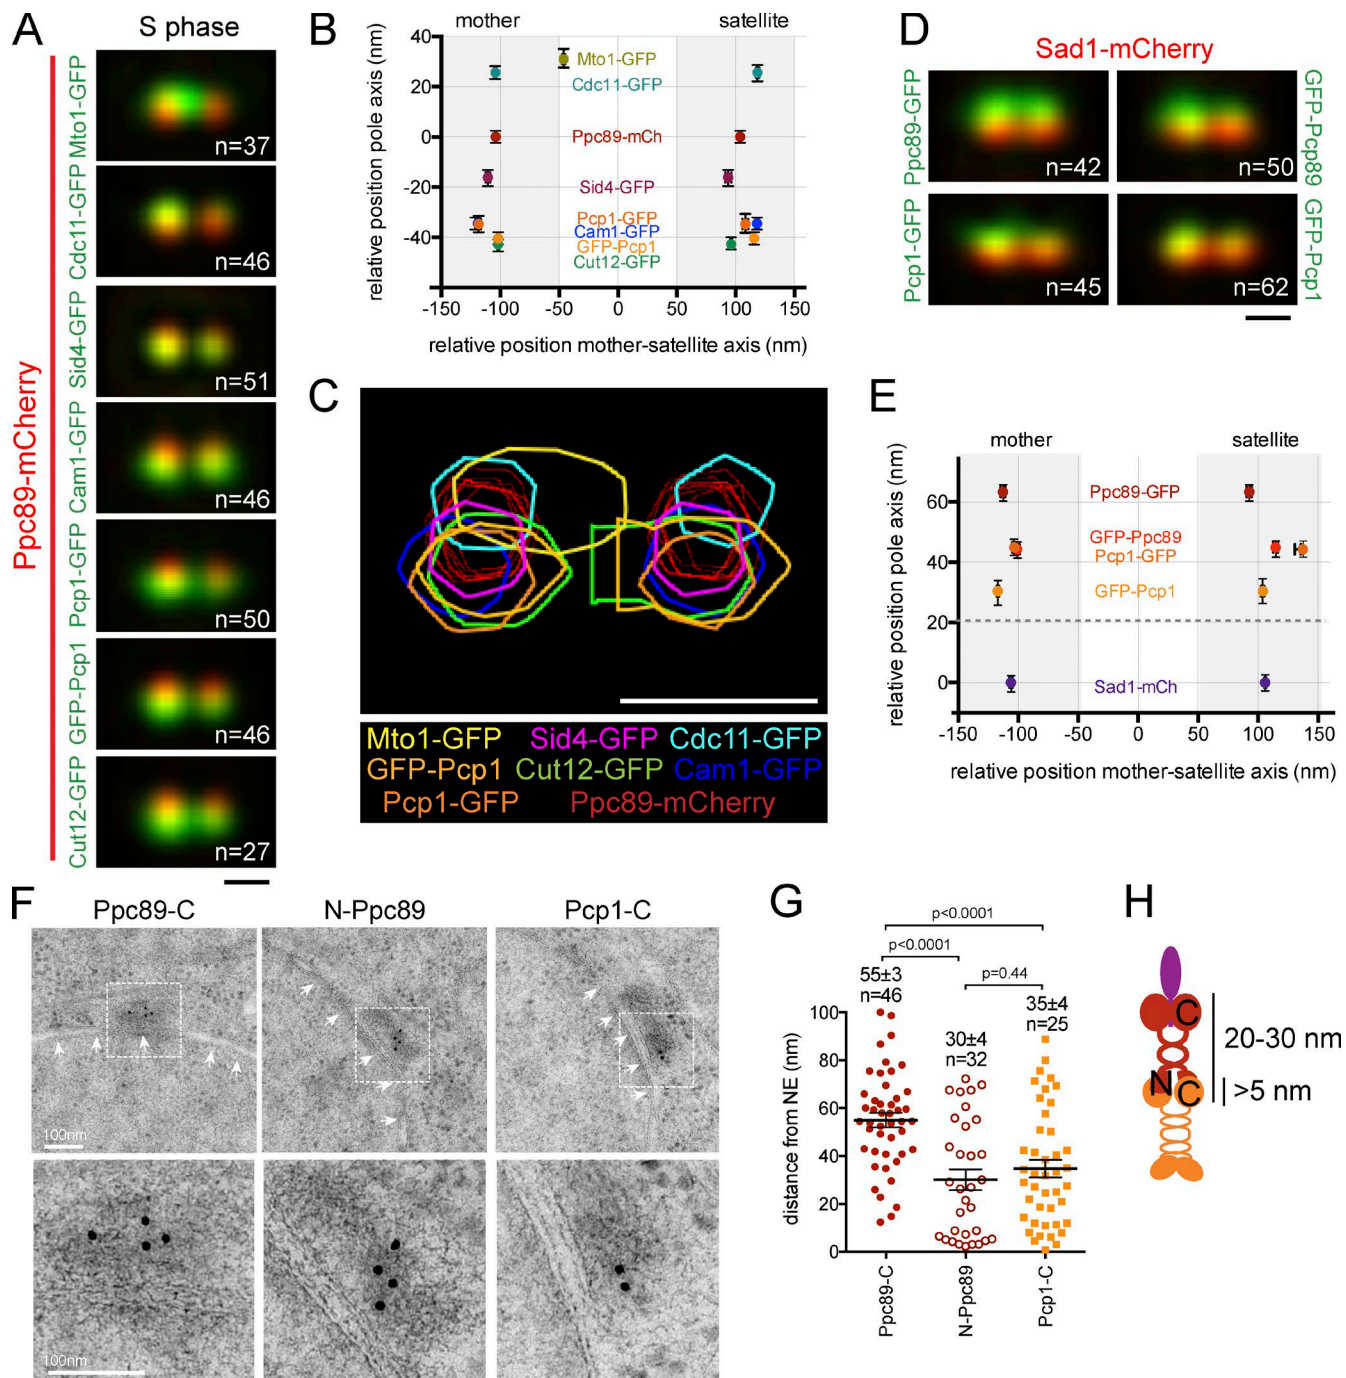 A
S phase
Ppc89-mCherry
Mto1-GFP
n=37
Cdc11-GFP
n=46
Sid4-GFP
n=51
Cam1-GFP
n=46
Pcp1-GFP
n=50
GFP-Pcp1
n=46
Cut12-GFP
n=27
B
mother
satellite
relative position pole axis (nm)
40
20
0
-20
-40
Mto1-GFP
Cdc11-GFP
Ppc89-mCh
Sid4-GFP
Pcp1-GFP
Cam1-GFP
GFP-Pcp1
Cut12-GFP
-150 -100 -50 0 50 100 150
relative position mother-satellite axis (nm)
C
Mto1-GFP Sid4-GFP Cdc11-GFP
GFP-Pcp1 Cut12-GFP Cam1-GFP
Pcp1-GFP Ppc89-mCherry
D
Sad1-mCherry
Ppc89-GFP
n=42
n=50
GFP-Pcp89
Pcp1-GFP
n=45
n=62
GFP-Pcp1
E
mother
satellite
relative position pole axis (nm)
60
40
20
0
Ppc89-GFP
GFP-Ppc89
Pcp1-GFP
GFP-Pcp1
Sad1-mCh
-150 -100 -50 0 50 100 150
relative position mother-satellite axis (nm)
F
Ppc89-C
N-Ppc89
Pcp1-C
100nm
100nm
G
p<0.0001
p<0.0001
p=0.44
55±3
n=46
30±4
n=32
35±4
n=25
distance from NE (nm)
100
80
60
40
20
0
Ppc89-C
N-Ppc89
Pcp1-C
H
C
N
C
20-30 nm
>5 nm